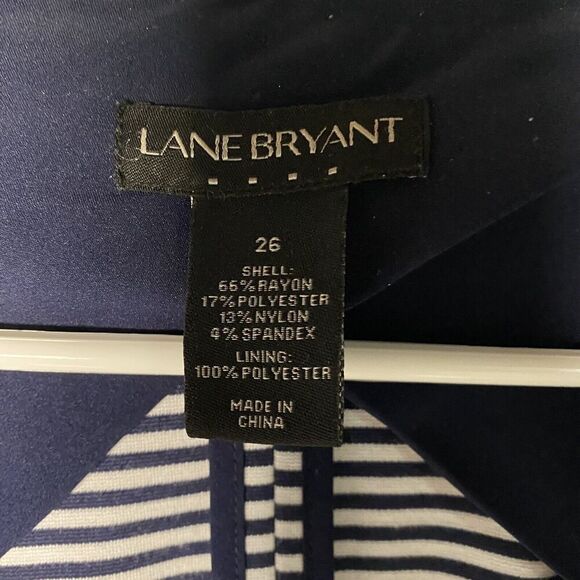 LANE BRYANT
26
SHELL:
66% RAYON
17% POLYESTER
13% NYLON
4% SPANDEX
LINING:
100% POLYESTER
MADE IN
CHINA